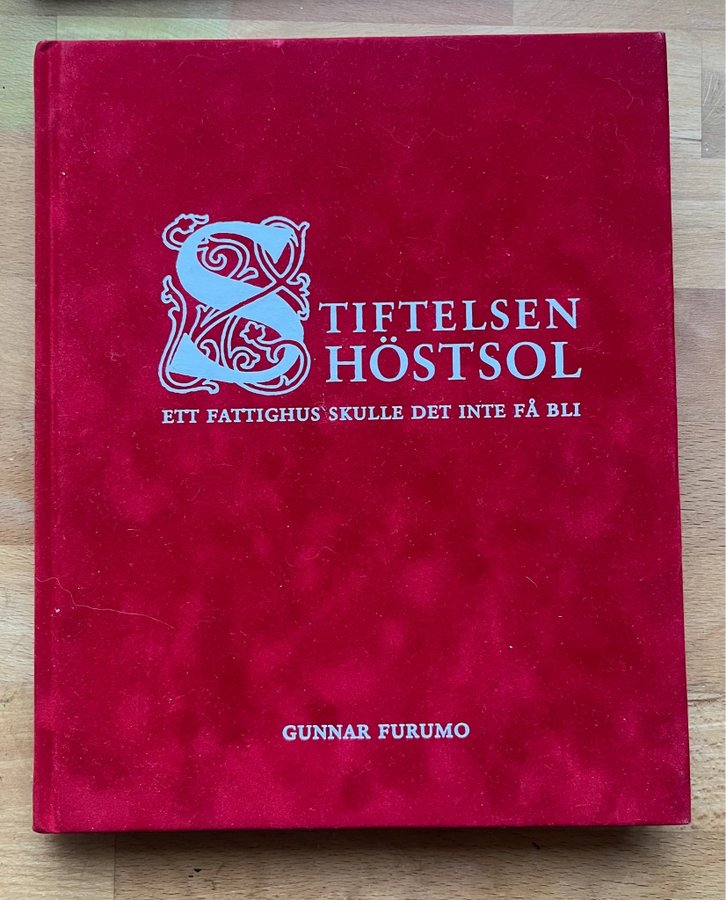 STIFTELSEN
HÖSTSOL
ETT FATTIGHUS SKULLE DET INTE FÅ BLI
GUNNAR FURUMO